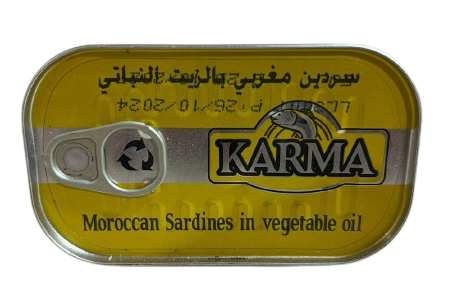 سردين مغربي بالزيت النباتي
P: 26/10/2024
KARMA
Moroccan Sardines in vegetable oil